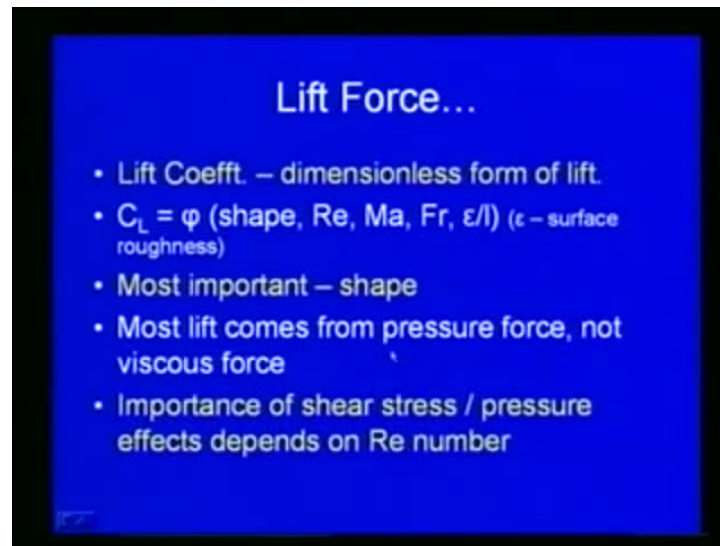 Lift Force...
• Lift Coefft. – dimensionless form of lift.
• C_L = φ (shape, Re, Ma, Fr, ε/l) (ε – surface
roughness)
• Most important – shape
• Most lift comes from pressure force, not
viscous force
• Importance of shear stress / pressure
effects depends on Re number